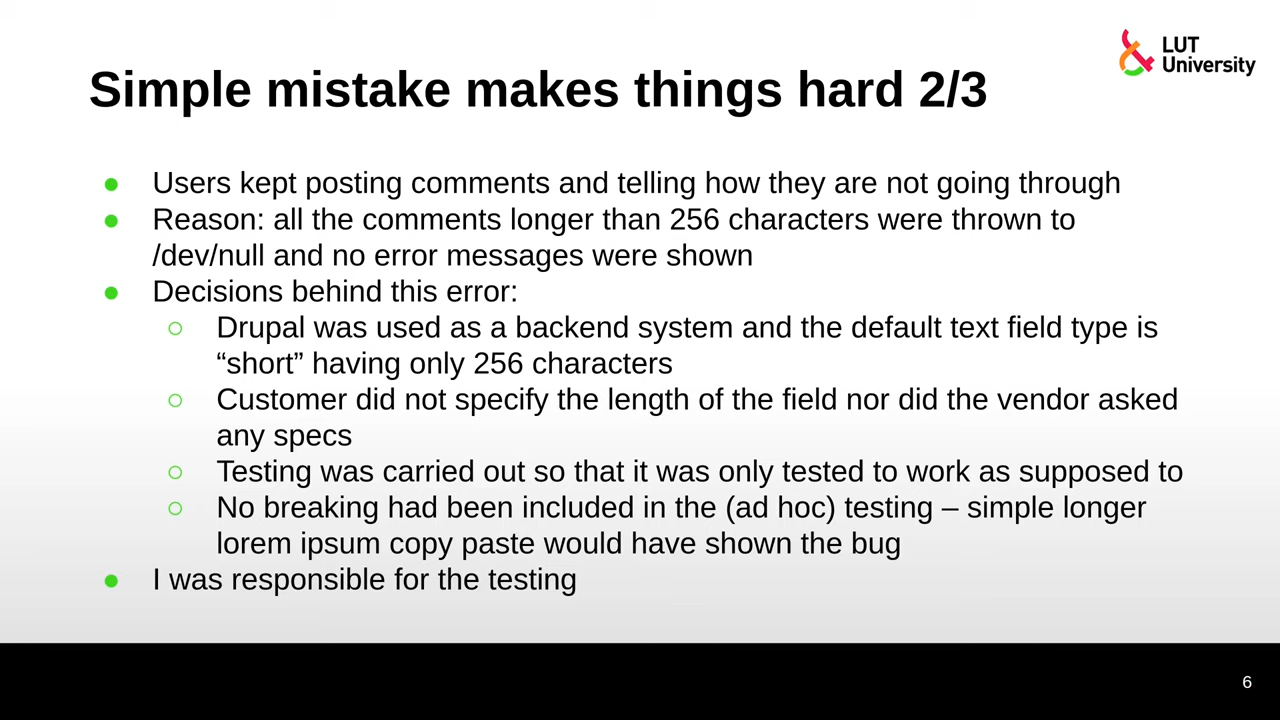 LUT
University
Simple mistake makes things hard 2/3
● Users kept posting comments and telling how they are not going through
● Reason: all the comments longer than 256 characters were thrown to
/dev/null and no error messages were shown
● Decisions behind this error:
○ Drupal was used as a backend system and the default text field type is
“short” having only 256 characters
○ Customer did not specify the length of the field nor did the vendor asked
any specs
○ Testing was carried out so that it was only tested to work as supposed to
○ No breaking had been included in the (ad hoc) testing – simple longer
lorem ipsum copy paste would have shown the bug
● I was responsible for the testing
6